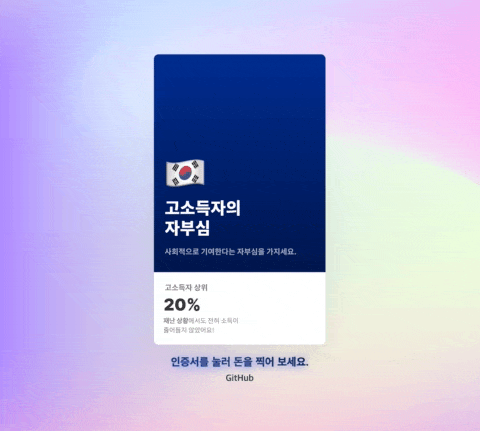 고소득자의
자부심
사회적으로 기여한다는 자부심을 가지세요.
고소득자 상위
20%
재난 상황에서도 전혀 소득이
줄어들지 않았어요!
인증서를 눌러 돈을 찍어 보세요.
GitHub